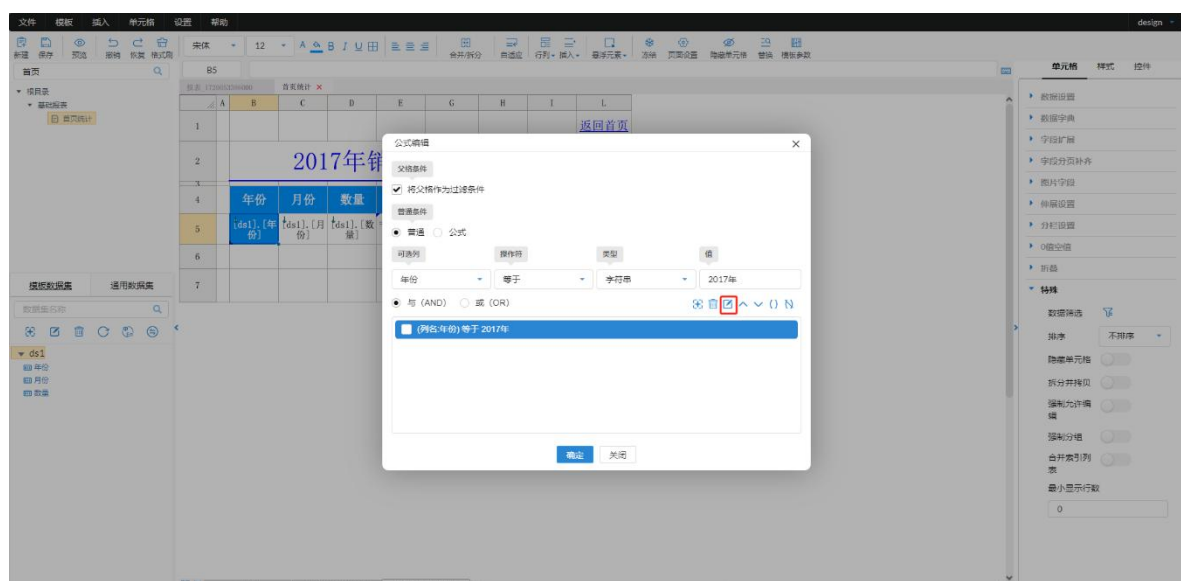 文件 模板 插入 单元格 设置 帮助 design
新建 保存 预览 撤销 恢复 格式刷 宋体 12 A B I U 合并/拆分 自适应 行列 插入 悬浮元素 冻结 页面设置 隐藏单元格 替换 模板参数
首页 B5 单元格 样式 控件
首页统计 ×
根目录
基础报表
首页统计
A B C D E G H I L
1 返回首页
2 2017年销
3
4 年份 月份 数量
5 [ds1].[年份] [ds1].[月份] [ds1].[数量]
6
7
模板数据集 通用数据集
数据集名称
ds1
年份
月份
数量
公式编辑 ×
父格条件
将父格作为过滤条件
普通条件
普通 公式
可选列 操作符 类型 值
年份 等于 字符串 2017年
与 (AND) 或 (OR)
(列名:年份) 等于 2017年
确定 关闭
数据设置
数据字典
字段扩展
字段分页补齐
图片字段
伸展设置
分栏设置
0值空值
折叠
特殊
数据筛选
排序 不排序
隐藏单元格
拆分并拷贝
强制允许编辑
强制分组
合并索引列表
最小显示行数
0